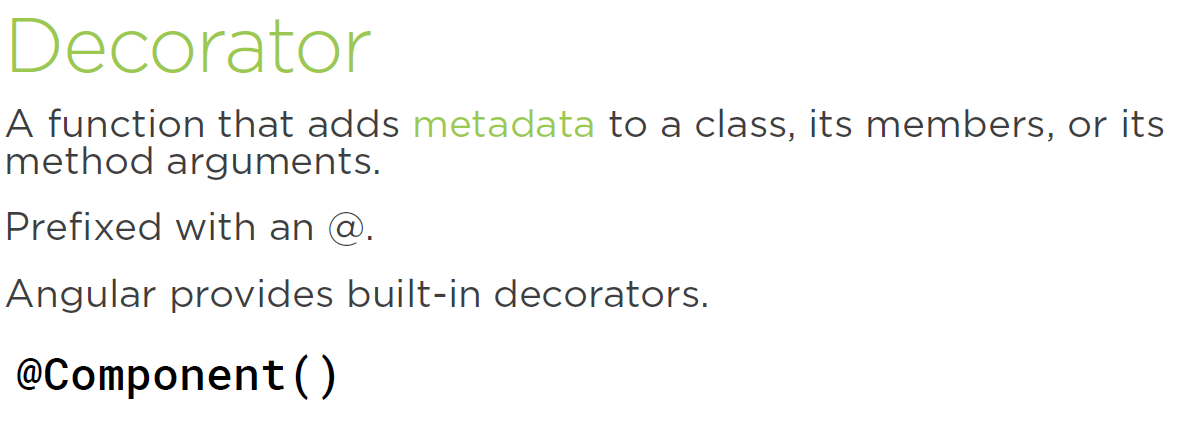 Decorator
A function that adds metadata to a class, its members, or its
method arguments.
Prefixed with an @.
Angular provides built-in decorators.
@Component()